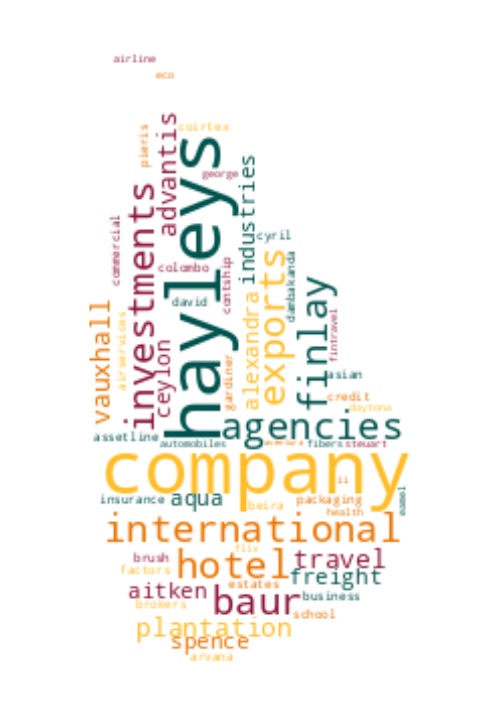 airline
eco
advantis
coirtex
pieris
hayleys
george
industries
investments
commercial
cyril
colombo
contship
exports
dambakanda
david
alexandra
finlay
vauxhall
airservices
fintravel
ceylon
gardiner
asian
credit
daytona
agencies
assetline
automobiles
fibers
steuart
company
ii
insurance
aqua
beira
packaging
eamel
health
international
flix
brush
hotel
travel
factors
freight
estates
aitken
baur
business
brokers
school
plantation
spence
arvana